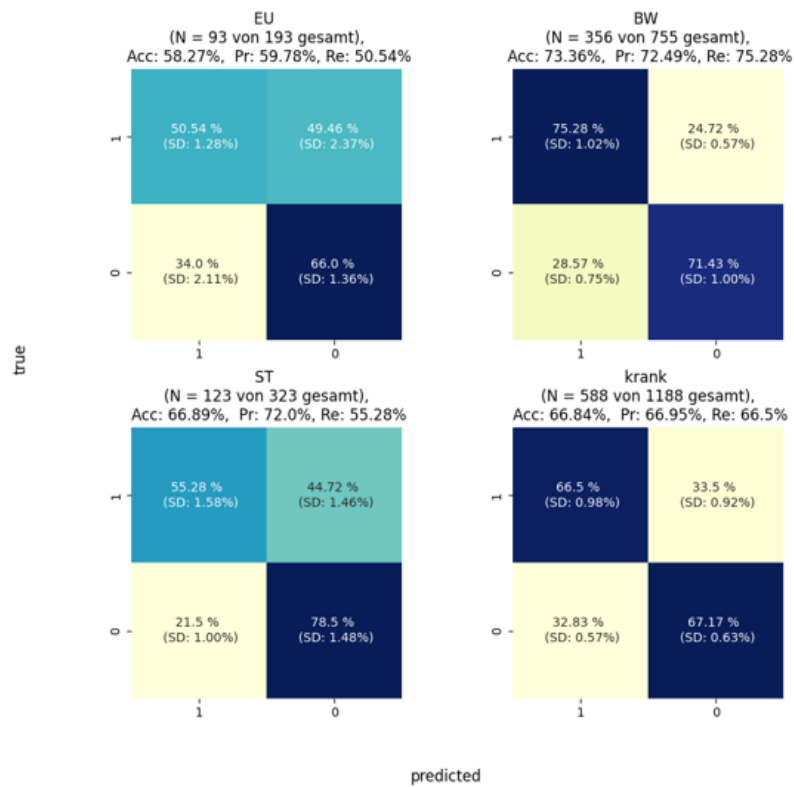 EU
(N = 93 von 193 gesamt),
Acc: 58.27%,  Pr: 59.78%, Re: 50.54%
1
50.54 %
(SD: 1.28%)
49.46 %
(SD: 2.37%)
0
34.0 %
(SD: 2.11%)
66.0 %
(SD: 1.36%)
1
0
BW
(N = 356 von 755 gesamt),
Acc: 73.36%,  Pr: 72.49%, Re: 75.28%
1
75.28 %
(SD: 1.02%)
24.72 %
(SD: 0.57%)
0
28.57 %
(SD: 0.75%)
71.43 %
(SD: 1.00%)
1
0
true
ST
(N = 123 von 323 gesamt),
Acc: 66.89%,  Pr: 72.0%, Re: 55.28%
1
55.28 %
(SD: 1.58%)
44.72 %
(SD: 1.46%)
0
21.5 %
(SD: 1.00%)
78.5 %
(SD: 1.48%)
1
0
krank
(N = 588 von 1188 gesamt),
Acc: 66.84%,  Pr: 66.95%, Re: 66.5%
1
66.5 %
(SD: 0.98%)
33.5 %
(SD: 0.92%)
0
32.83 %
(SD: 0.57%)
67.17 %
(SD: 0.63%)
1
0
predicted